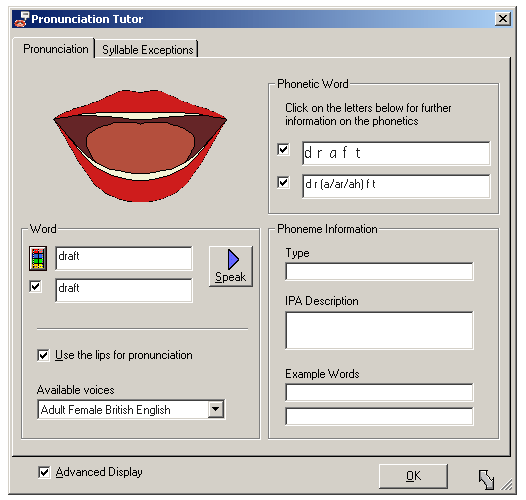 Pronunciation Tutor
Pronunciation
Syllable Exceptions
Phonetic Word
Click on the letters below for further
information on the phonetics
d r a f t
d r (a/ar/ah) f t
Word
draft
draft
Speak
Use the lips for pronunciation
Available voices
Adult Female British English
Phoneme Information
Type
IPA Description
Example Words
Advanced Display
OK